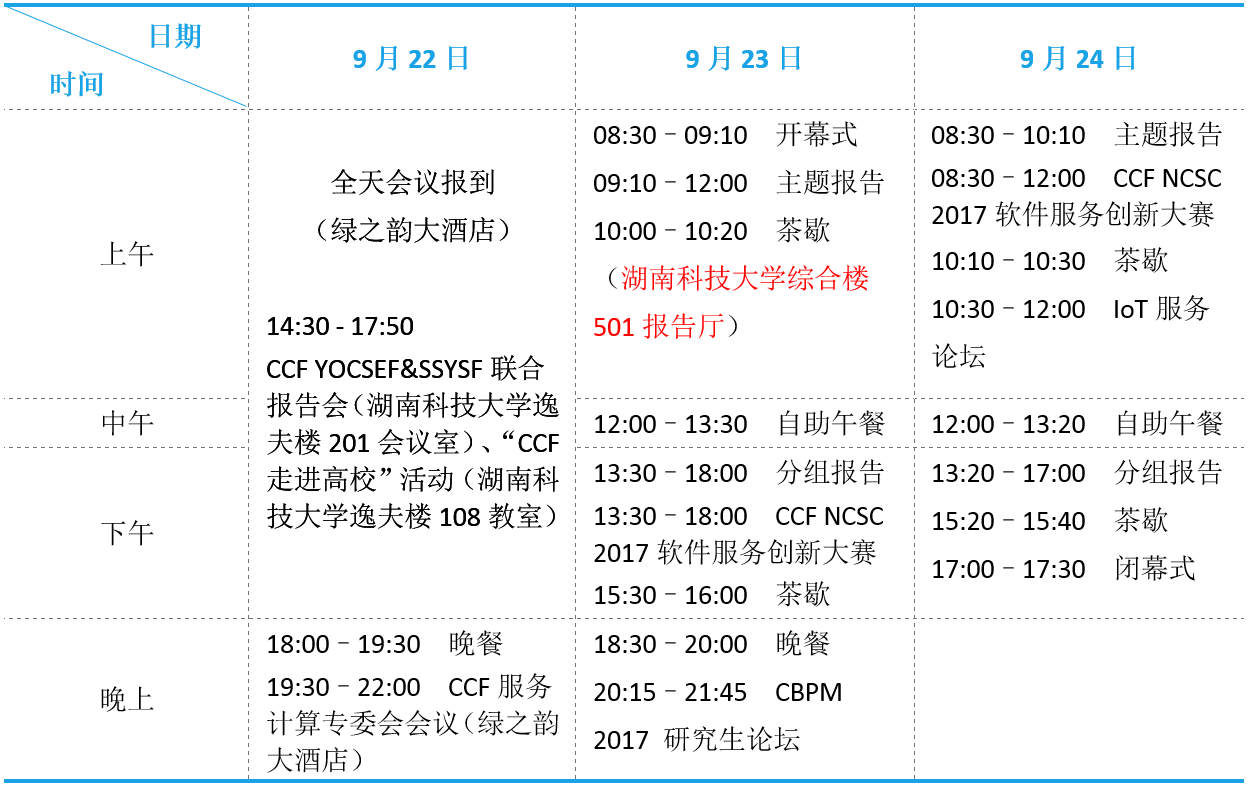 日期
时间
9 月 22 日
9 月 23 日
9 月 24 日
上午
全天会议报到
（绿之韵大酒店）
14:30 - 17:50
CCF YOCSEF&SSYSF 联合
报告会（湖南科技大学逸
夫楼 201 会议室）、“CCF
走进高校”活动（湖南科
技大学逸夫楼 108 教室）
08:30﹣09:10 开幕式
09:10﹣12:00 主题报告
10:00﹣10:20 茶歇
（湖南科技大学综合楼
501 报告厅）
08:30﹣10:10 主题报告
08:30﹣12:00 CCF NCSC
2017 软件服务创新大赛
10:10﹣10:30 茶歇
10:30﹣12:00 IoT 服务
论坛
中午
12:00﹣13:30 自助午餐
12:00﹣13:20 自助午餐
下午
13:30﹣18:00 分组报告
13:30﹣18:00 CCF NCSC
2017 软件服务创新大赛
15:30﹣16:00 茶歇
13:20﹣17:00 分组报告
15:20﹣15:40 茶歇
17:00﹣17:30 闭幕式
晚上
18:00﹣19:30 晚餐
19:30﹣22:00 CCF 服务
计算专委会会议（绿之韵
大酒店）
18:30﹣20:00 晚餐
20:15﹣21:45 CBPM
2017 研究生论坛